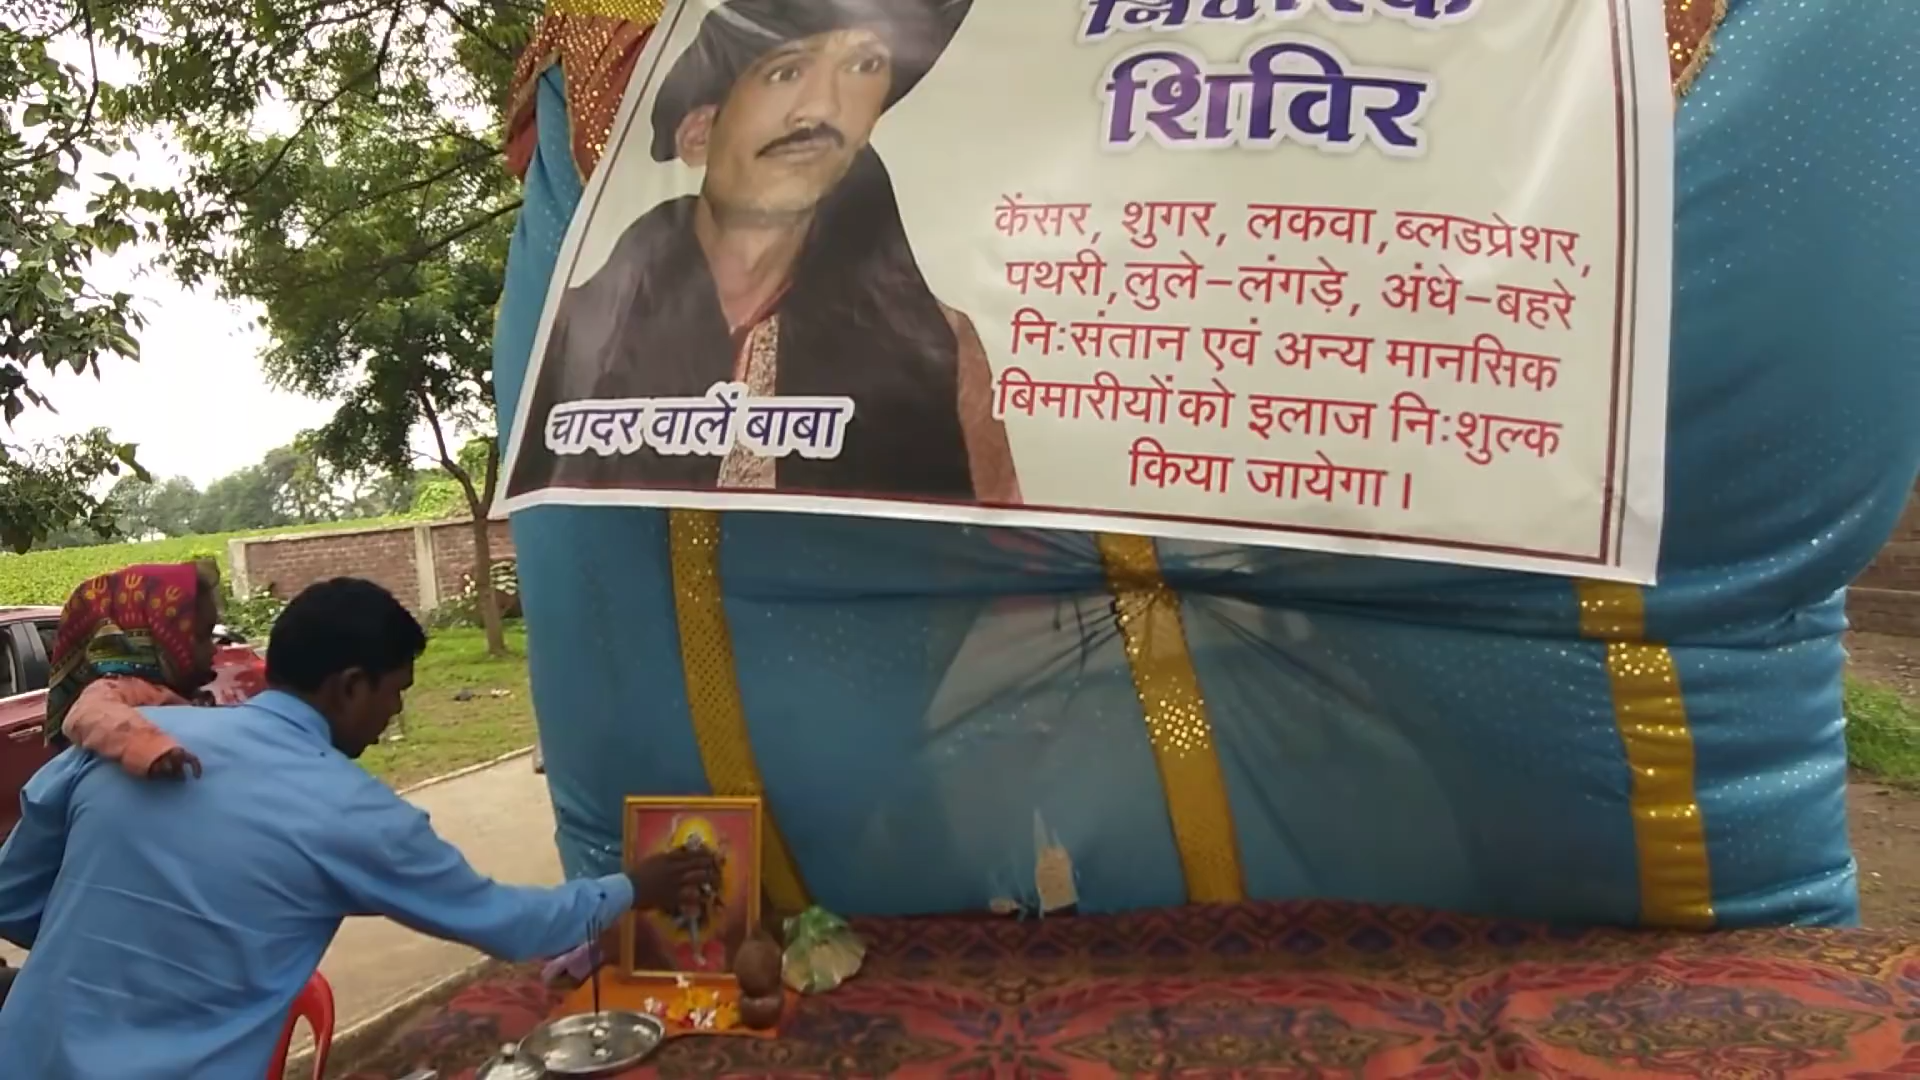 शिविर
केंसर, शुगर, लकवा,ब्लडप्रेशर,
पथरी,लुले-लंगड़े, अंधे-बहरे
नि:संतान एवं अन्य मानसिक
बिमारीयों को इलाज नि:शुल्क
किया जायेगा।
चादर वालें बाबा